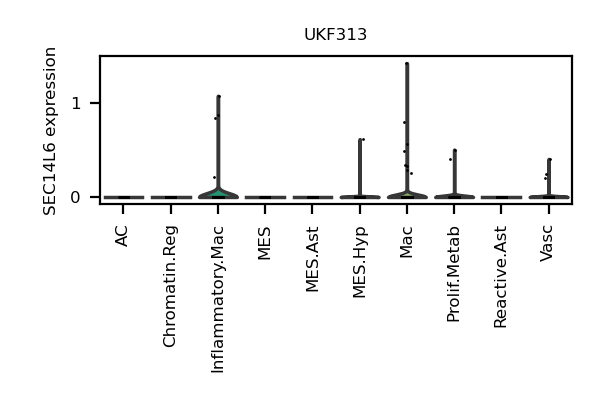 UKF313
SEC14L6 expression
1
0
AC
Chromatin.Reg
Inflammatory.Mac
MES
MES.Ast
MES.Hyp
Mac
Prolif.Metab
Reactive.Ast
Vasc